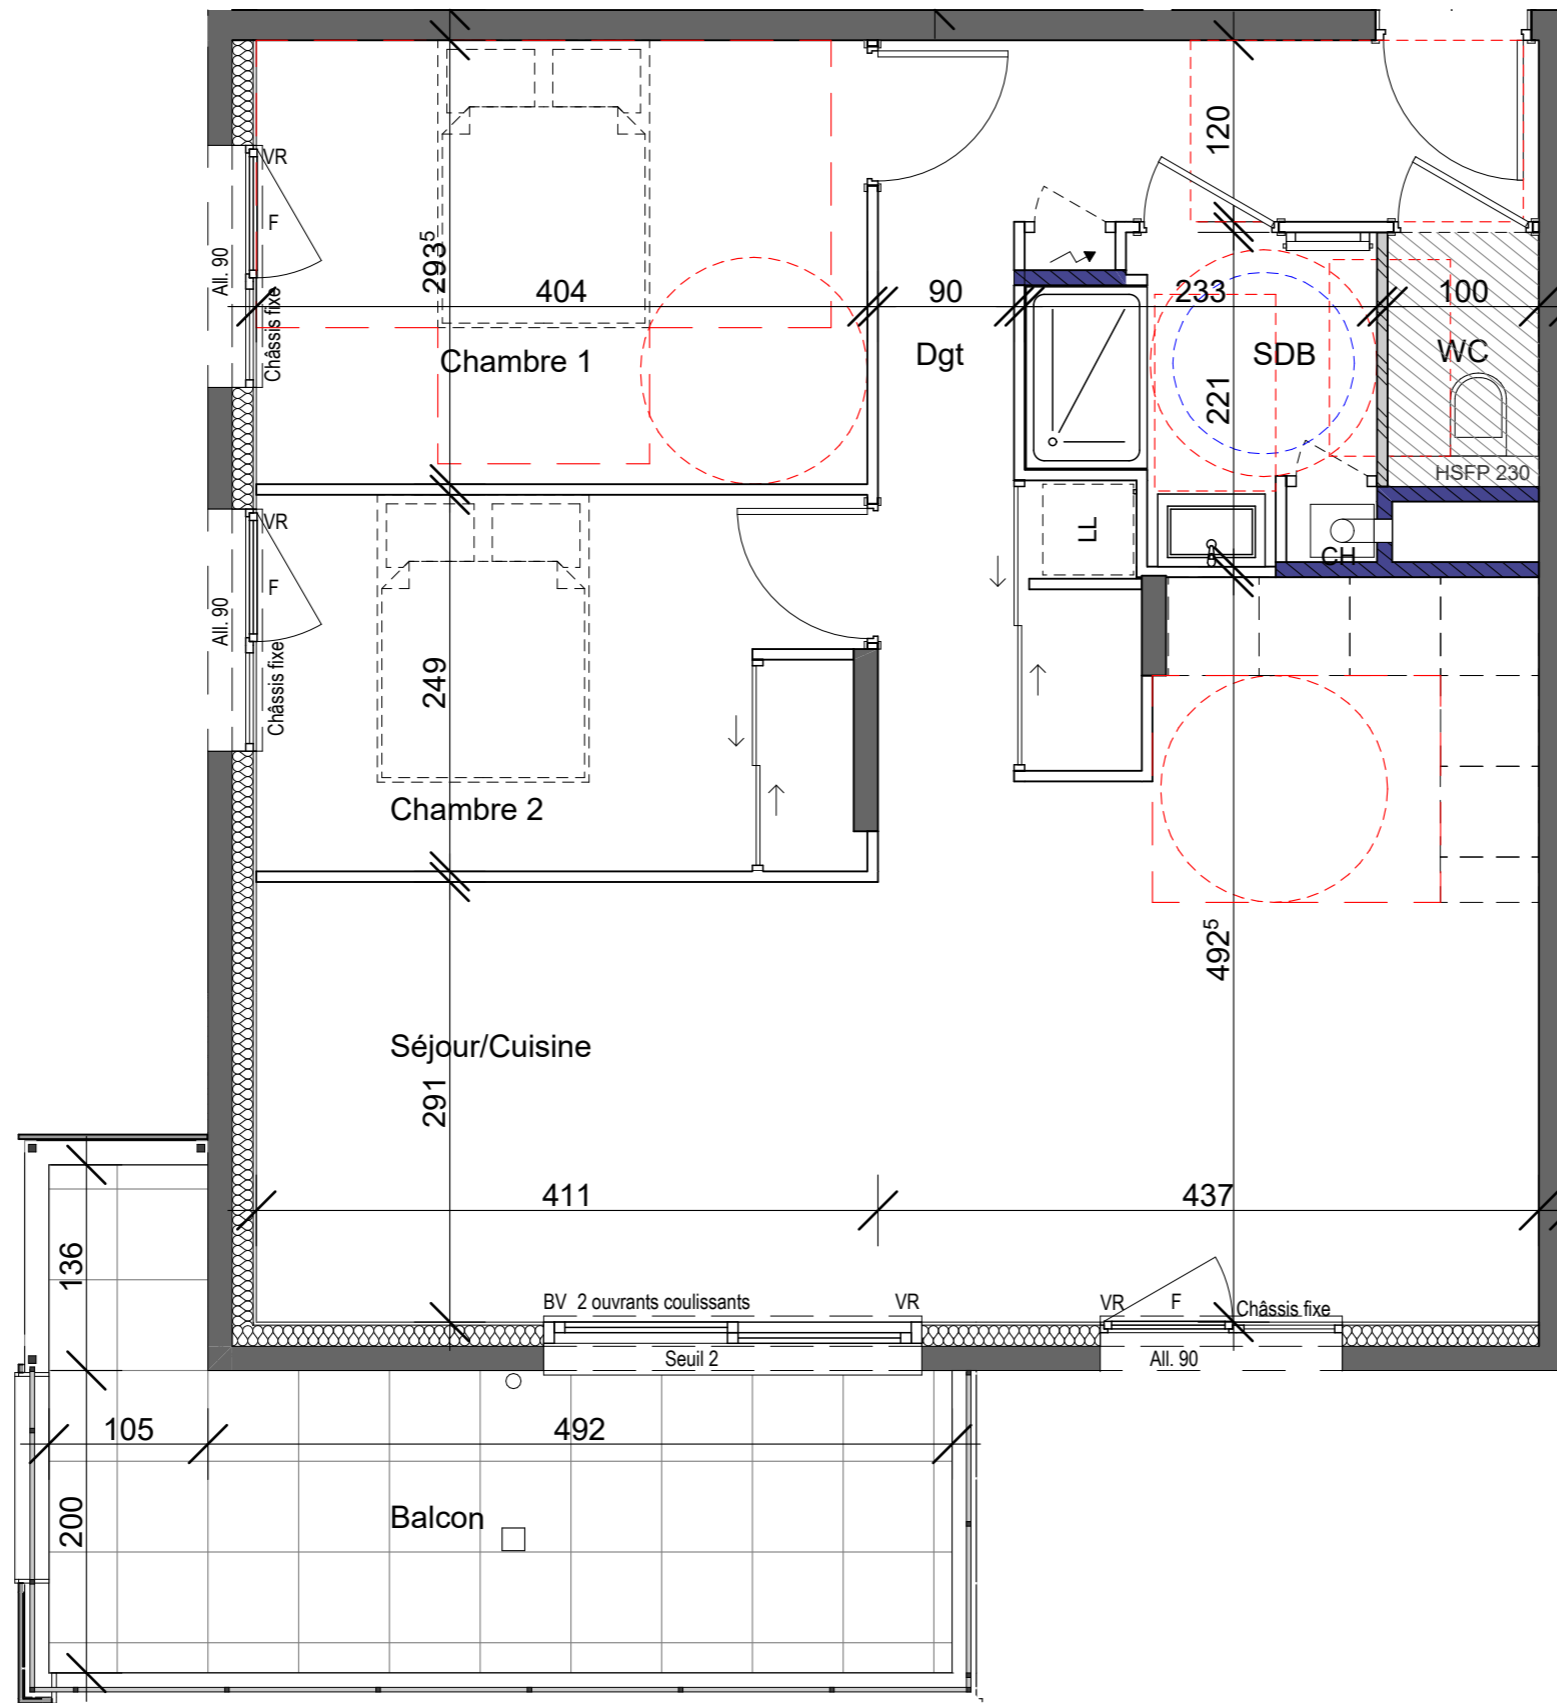 VR
120
F
293⁵
All. 90
404
90
233
100
Châssis fixe
Chambre 1
Dgt
SDB
WC
221
HSFP 230
VR
LL
CH
F
All. 90
Châssis fixe
249
Chambre 2
492⁵
Séjour/Cuisine
291
411
437
136
BV 2 ouvrants coulissants
VR
VR
F
Châssis fixe
Seuil 2
All. 90
105
492
200
Balcon